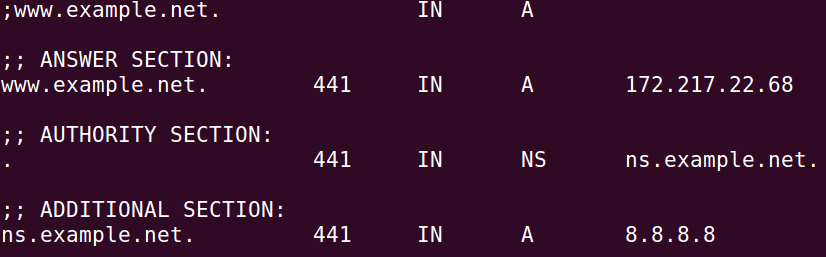 ;www.example.net. IN A
;; ANSWER SECTION:
www.example.net. 441 IN A 172.217.22.68
;; AUTHORITY SECTION:
. 441 IN NS ns.example.net.
;; ADDITIONAL SECTION:
ns.example.net. 441 IN A 8.8.8.8